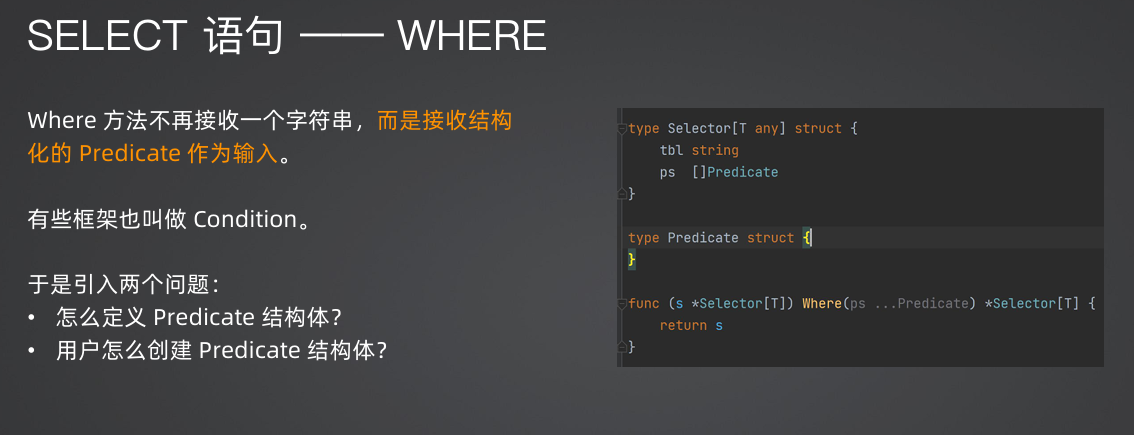 SELECT 语句 —— WHERE
Where 方法不再接收一个字符串，而是接收结构
化的 Predicate 作为输入。
有些框架也叫做 Condition。
于是引入两个问题：
• 怎么定义 Predicate 结构体？
• 用户怎么创建 Predicate 结构体？
type Selector[T any] struct {
    tbl string
    ps  []Predicate
}
type Predicate struct {
}
func (s *Selector[T]) Where(ps ...Predicate) *Selector[T] {
    return s
}